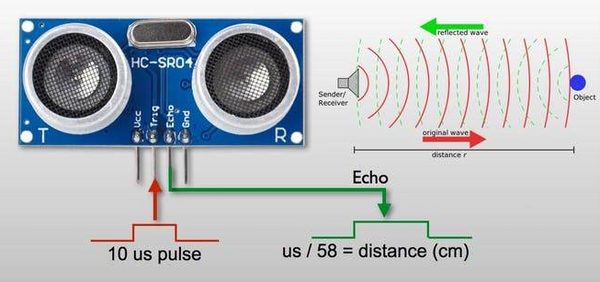 HC-SR04
T
Vcc
Trig
Echo
Gnd
R
reflected wave
Sender/
Receiver
Object
original wave
distance r
Echo
10 us pulse
us / 58 = distance (cm)